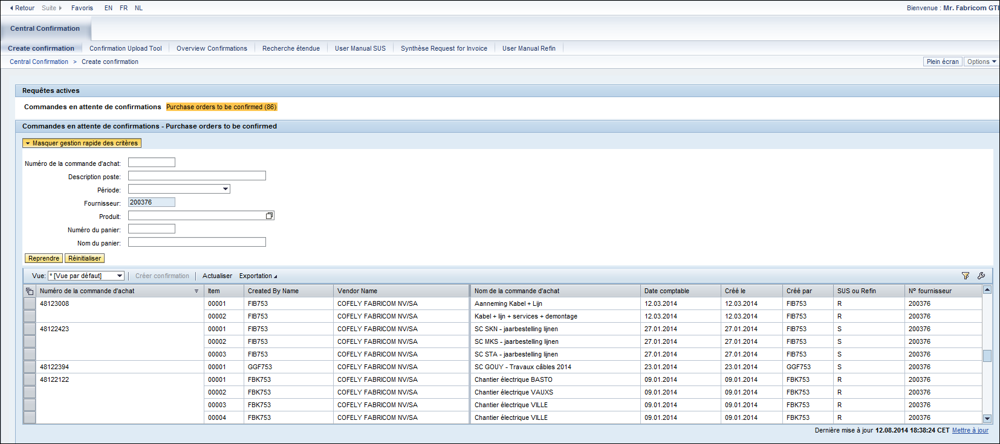 Retour Suite Favoris EN FR NL Bienvenue : Mr. Fabricom GTI
Central Confirmation
Create confirmation Confirmation Upload Tool Overview Confirmations Recherche étendue User Manual SUS Synthèse Request for Invoice User Manual Refin
Central Confirmation > Create confirmation Plein écran Options
Requêtes actives
Commandes en attente de confirmations Purchase orders to be confirmed (86)
Commandes en attente de confirmations - Purchase orders to be confirmed
Masquer gestion rapide des critères
Numéro de la commande d'achat:
Description poste:
Période:
Fournisseur: 200376
Produit:
Numéro du panier:
Nom du panier:
Reprendre Réinitialiser
Vue: * [Vue par défaut] Créer confirmation Actualiser Exportation
Numéro de la commande d'achat Item Created By Name Vendor Name Nom de la commande d'achat Date comptable Créé le Créé par SUS ou Refin Nº fournisseur
48123008 00001 FIB753 COFELY FABRICOM NV/SA Aanneming Kabel + Lijn 12.03.2014 12.03.2014 FIB753 R 200376
00002 FIB753 COFELY FABRICOM NV/SA Kabel + lijn + services + demontage 12.03.2014 12.03.2014 FIB753 R 200376
48122423 00001 FIB753 COFELY FABRICOM NV/SA SC SKN - jaarbestelling lijnen 27.01.2014 27.01.2014 FIB753 S 200376
00002 FIB753 COFELY FABRICOM NV/SA SC MKS - jaarbestelling lijnen 27.01.2014 27.01.2014 FIB753 S 200376
00003 FIB753 COFELY FABRICOM NV/SA SC STA - jaarbestelling lijnen 27.01.2014 27.01.2014 FIB753 S 200376
48122394 00001 GGF753 COFELY FABRICOM NV/SA SC GOUY - Travaux câbles 2014 23.01.2014 23.01.2014 GGF753 S 200376
48122122 00001 FBK753 COFELY FABRICOM NV/SA Chantier électrique BASTO 09.01.2014 09.01.2014 FBK753 R 200376
00002 FBK753 COFELY FABRICOM NV/SA Chantier électrique VAUXS 09.01.2014 09.01.2014 FBK753 R 200376
00003 FBK753 COFELY FABRICOM NV/SA Chantier électrique VILLE 09.01.2014 09.01.2014 FBK753 R 200376
00004 FBK753 COFELY FABRICOM NV/SA Chantier électrique VILLE 09.01.2014 09.01.2014 FBK753 R 200376
Dernière mise à jour 12.08.2014 18:38:24 CET Mettre à jour